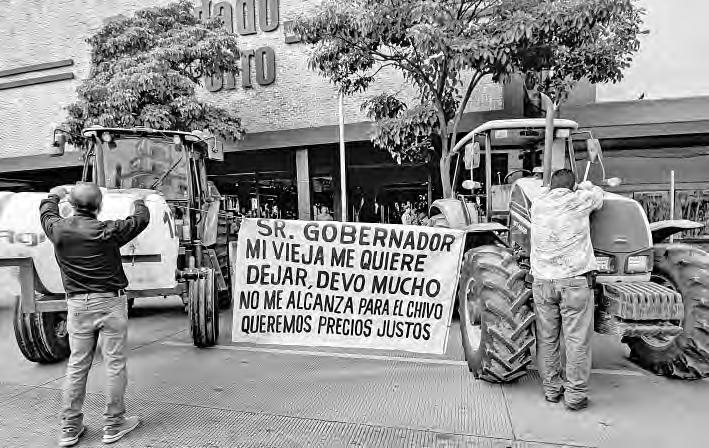 SR. GOBERNADOR
MI VIEJA ME QUIERE
DEJAR, DEVO MUCHO
NO ME ALCANZA PARA EL CHIVO
QUEREMOS PRECIOS JUSTOS